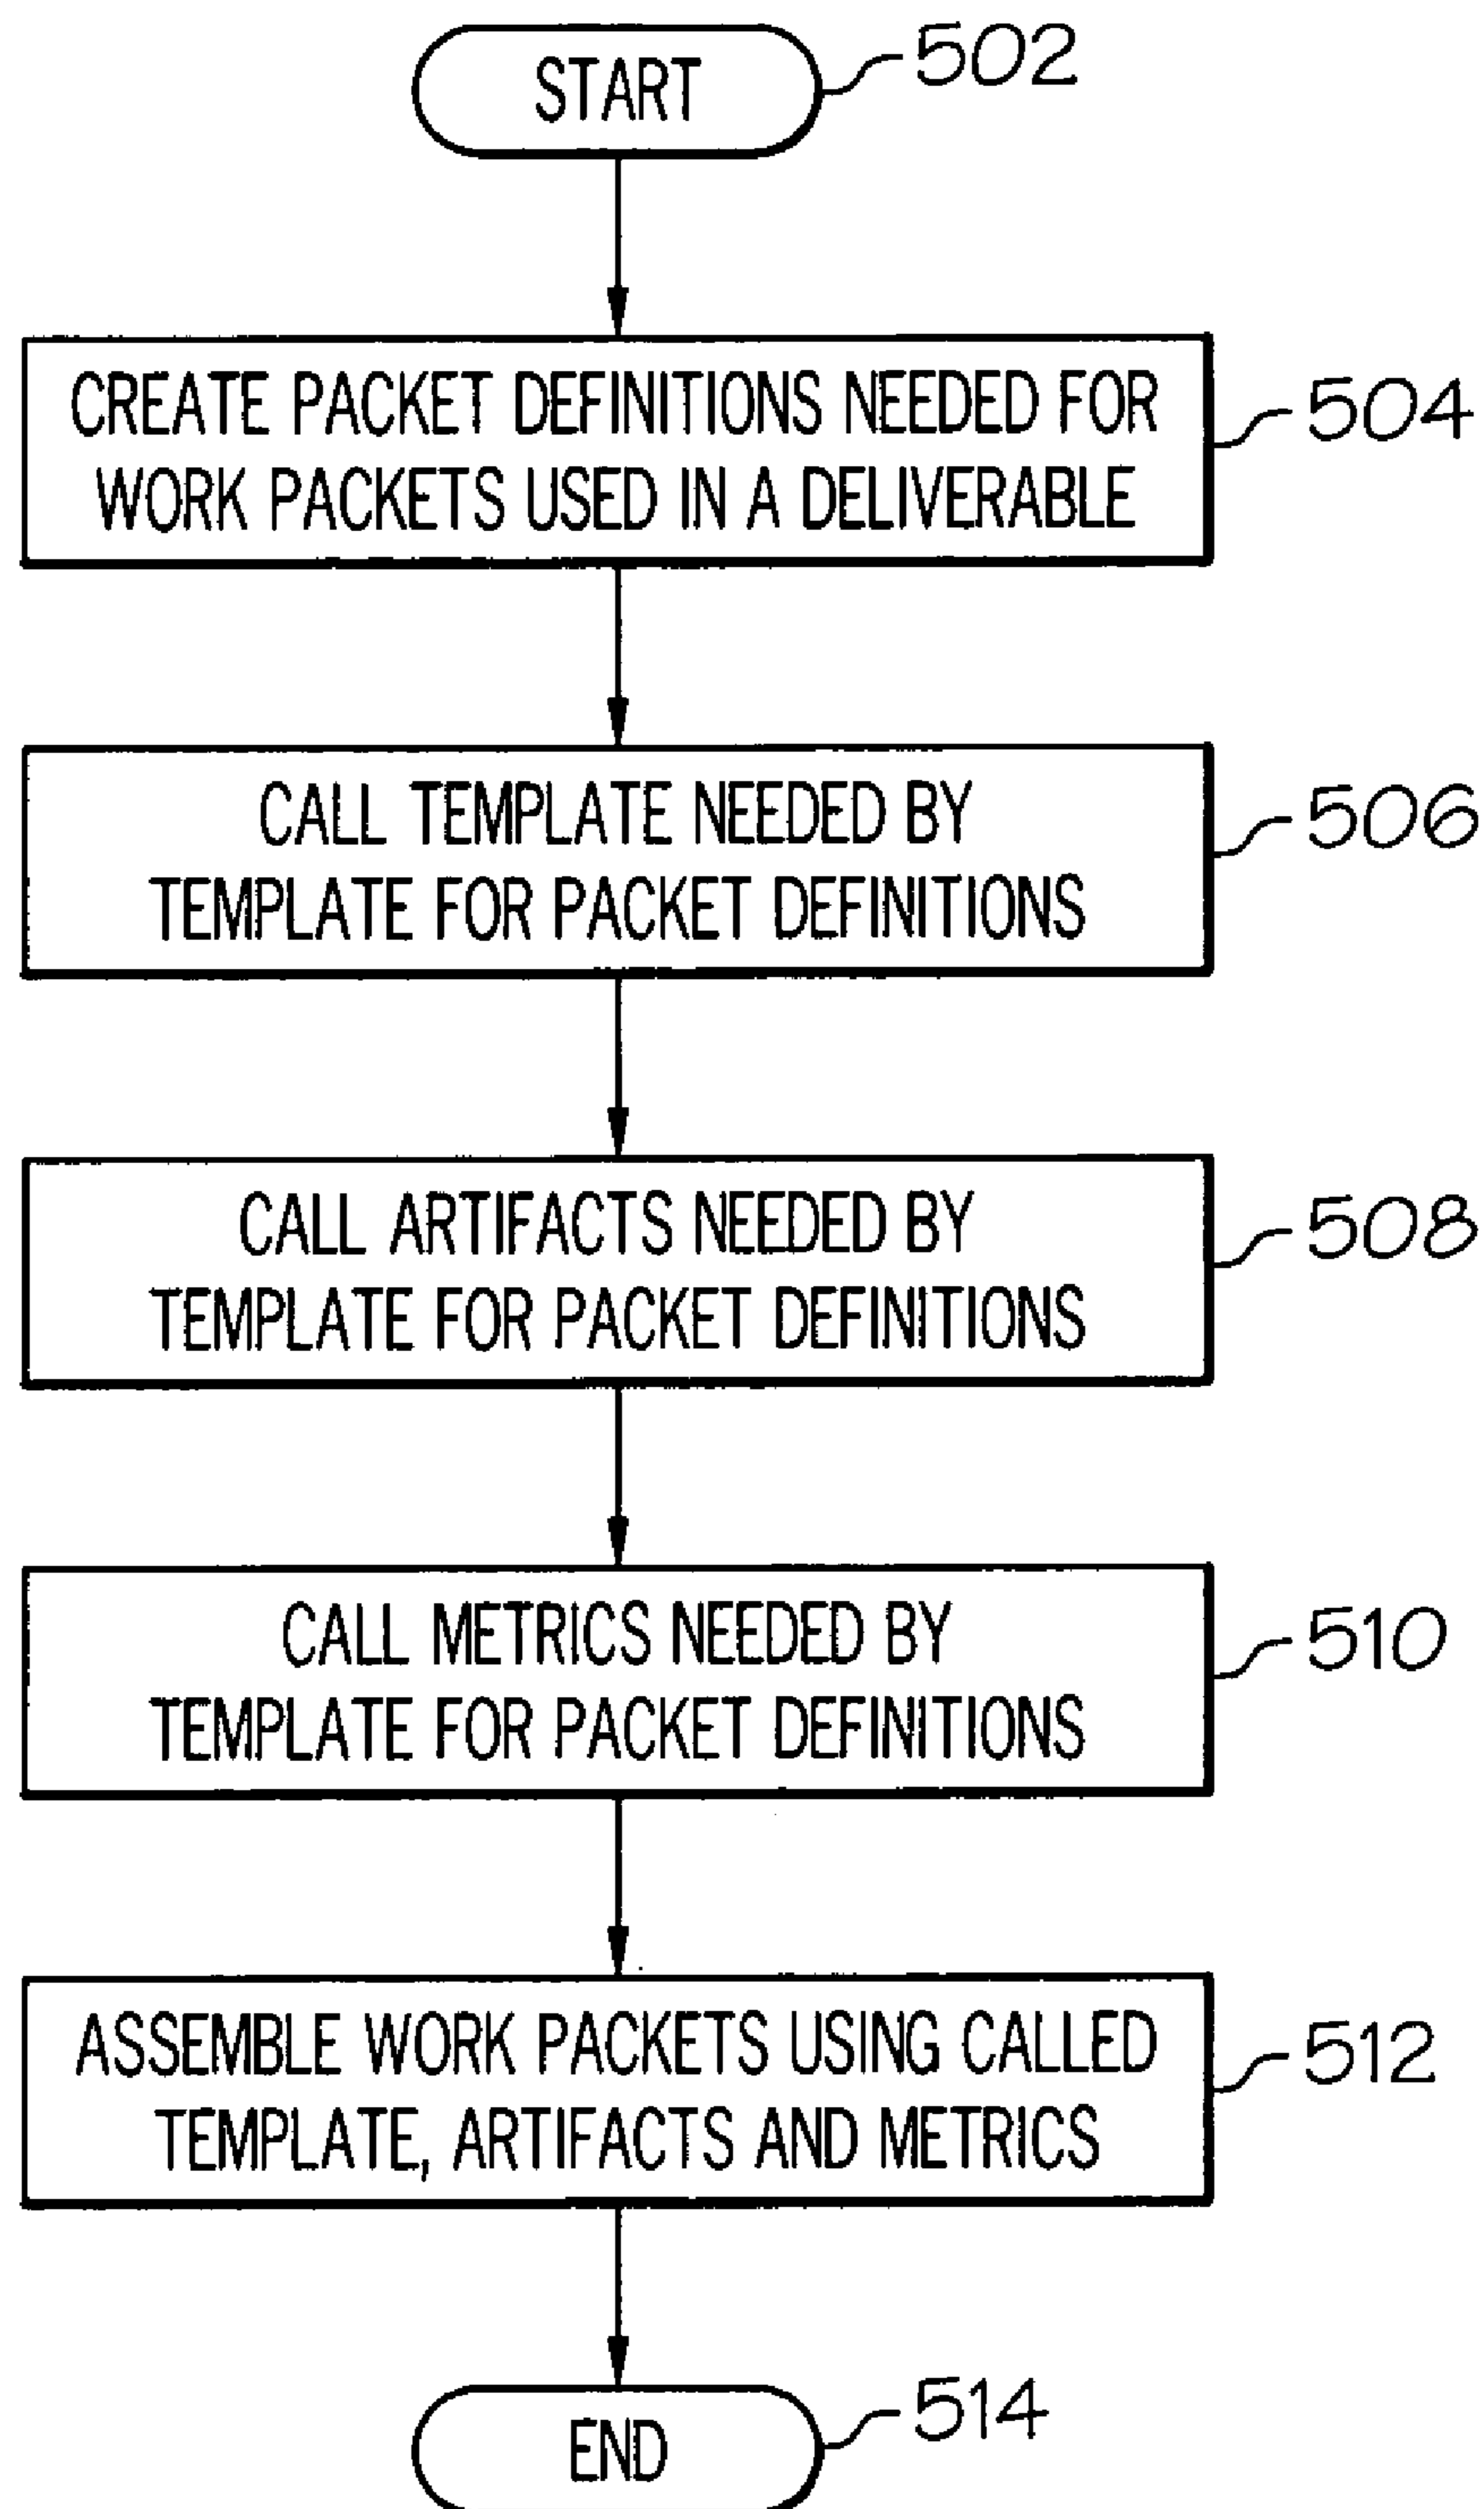 START
502
CREATE PACKET DEFINITIONS NEEDED FOR
WORK PACKETS USED IN A DELIVERABLE
504
CALL TEMPLATE NEEDED BY
TEMPLATE FOR PACKET DEFINITIONS
506
CALL ARTIFACTS NEEDED BY
TEMPLATE FOR PACKET DEFINITIONS
508
CALL METRICS NEEDED BY
TEMPLATE FOR PACKET DEFINITIONS
510
ASSEMBLE WORK PACKETS USING CALLED
TEMPLATE, ARTIFACTS AND METRICS
512
END
514